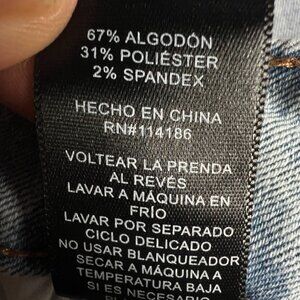 67% ALGODÓN
31% POLIÉSTER
2% SPANDEX
HECHO EN CHINA
RN#114186
VOLTEAR LA PRENDA
AL REVÉS
LAVAR A MÁQUINA EN
FRÍO
LAVAR POR SEPARADO
CICLO DELICADO
NO USAR BLANQUEADOR
SECAR A MÁQUINA A
TEMPERATURA BAJA
SI ES NECESARIO